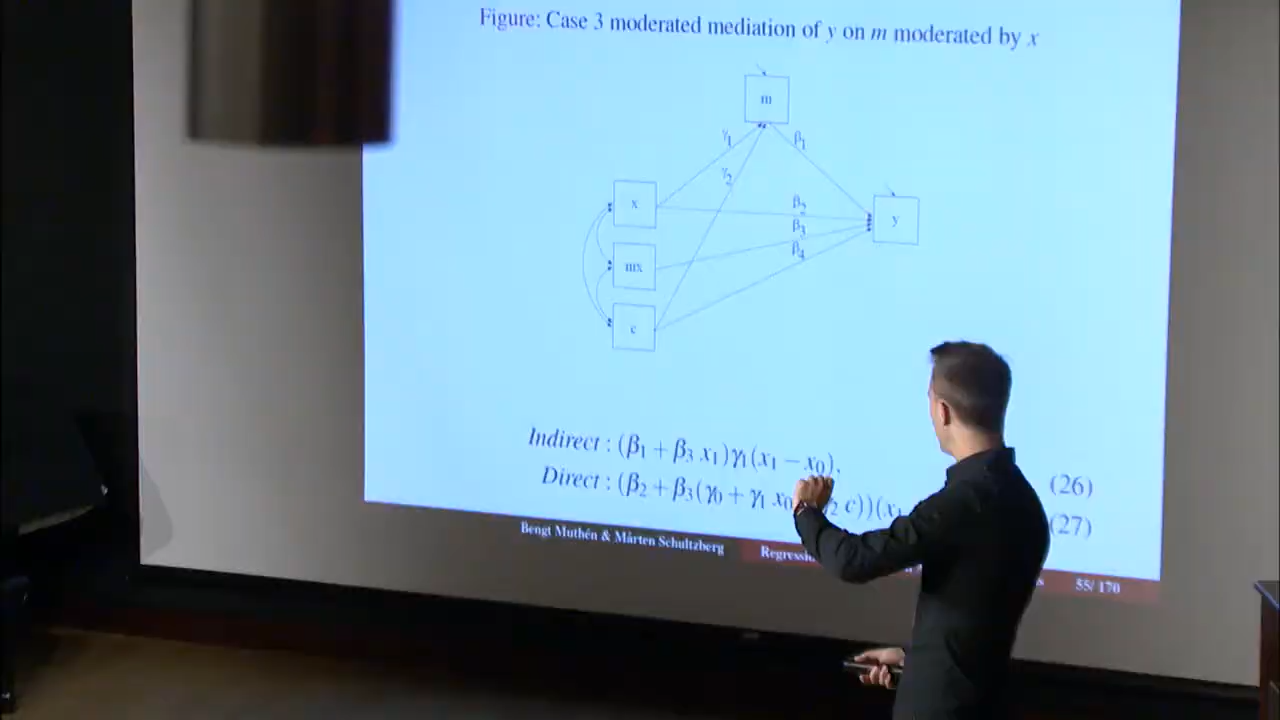 Figure: Case 3 moderated mediation of y on m moderated by x
m
γ1
β1
γ2
x
β2
y
β3
mx
β4
c
Indirect : (β1 + β3 x1)γ1(x1 − x0),
(26)
Direct : (β2 + β3(γ0 + γ1 x0 2 c))(x1
(27)
Bengt Muthén & Mårten Schultzberg
55/ 170